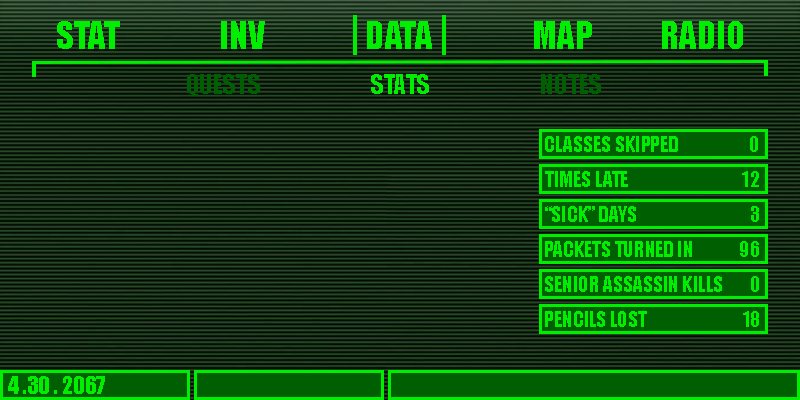 STAT INV DATA MAP RADIO
QUESTS STATS NOTES
CLASSES SKIPPED 0
TIMES LATE 12
“SICK” DAYS 3
PACKETS TURNED IN 96
SENIOR ASSASSIN KILLS 0
PENCILS LOST 18
4.30.2067